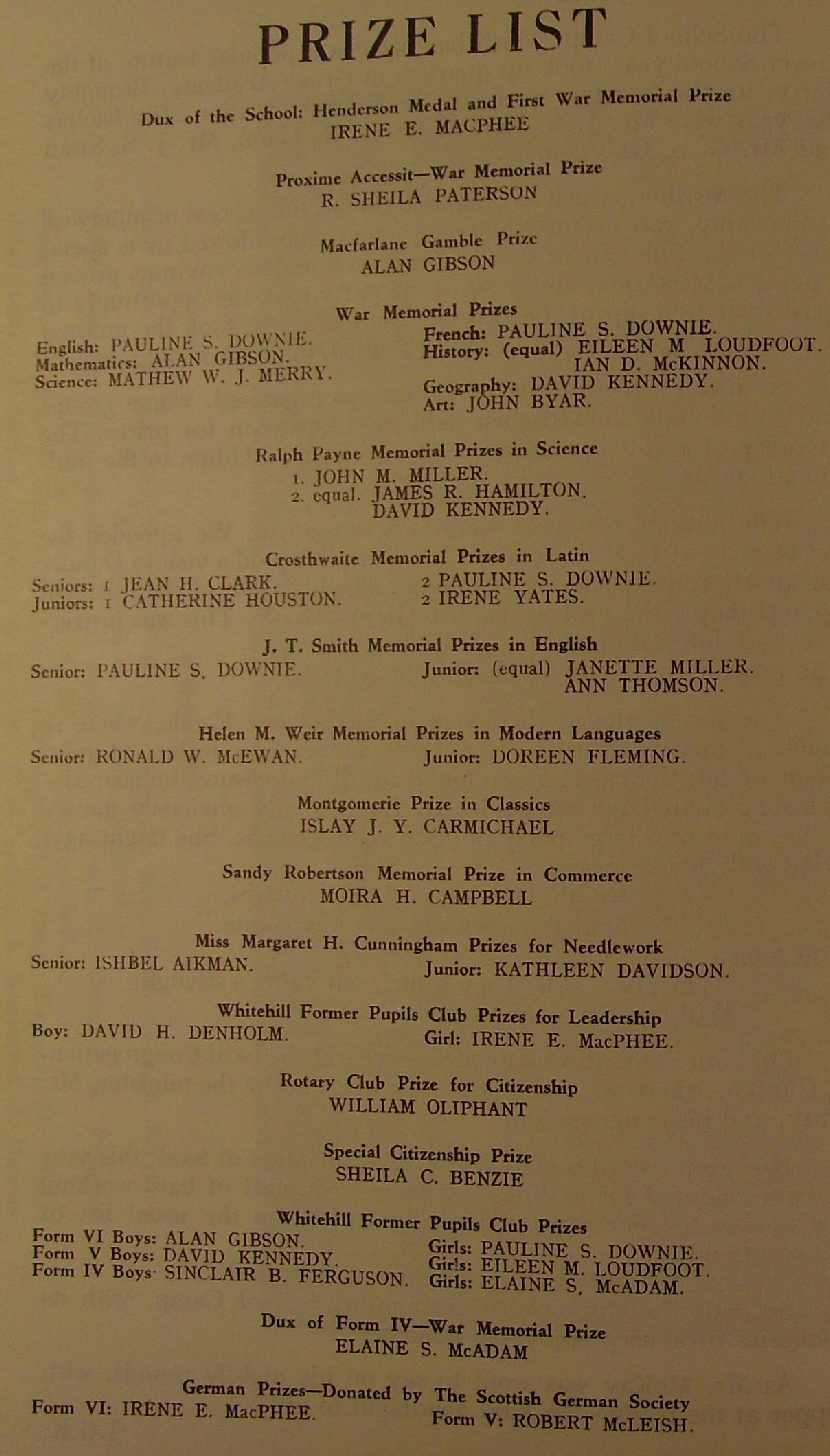 PRIZE LIST
Dux of the School: Henderson Medal and First War Memorial Prize
IRENE E. MACPHEE
Proxime Accessit—War Memorial Prize
R. SHEILA PATERSON
Macfarlane Gamble Prize
ALAN GIBSON
War Memorial Prizes
English: PAULINE S. DOWNIE.
Mathematics: ALAN GIBSON.
Science: MATHEW W. J. MERRY.
French: PAULINE S. DOWNIE.
History: (equal) EILEEN M LOUDFOOT.
IAN D. McKINNON.
Geography: DAVID KENNEDY.
Art: JOHN BYAR.
Ralph Payne Memorial Prizes in Science
1. JOHN M. MILLER.
2. equal. JAMES R. HAMILTON.
DAVID KENNEDY.
Crosthwaite Memorial Prizes in Latin
Seniors: 1 JEAN H. CLARK. 2 PAULINE S. DOWNIE.
Juniors: 1 CATHERINE HOUSTON. 2 IRENE YATES.
J. T. Smith Memorial Prizes in English
Senior: PAULINE S. DOWNIE. Junior: (equal) JANETTE MILLER.
ANN THOMSON.
Helen M. Weir Memorial Prizes in Modern Languages
Senior: RONALD W. McEWAN. Junior: DOREEN FLEMING.
Montgomerie Prize in Classics
ISLAY J. Y. CARMICHAEL
Sandy Robertson Memorial Prize in Commerce
MOIRA H. CAMPBELL
Miss Margaret H. Cunningham Prizes for Needlework
Senior: ISHBEL AIKMAN. Junior: KATHLEEN DAVIDSON.
Whitehill Former Pupils Club Prizes for Leadership
Boy: DAVID H. DENHOLM. Girl: IRENE E. MacPHEE.
Rotary Club Prize for Citizenship
WILLIAM OLIPHANT
Special Citizenship Prize
SHEILA C. BENZIE
Whitehill Former Pupils Club Prizes
Form VI Boys: ALAN GIBSON. Girls: PAULINE S. DOWNIE.
Form V Boys: DAVID KENNEDY. Girls: EILEEN M. LOUDFOOT.
Form IV Boys: SINCLAIR B. FERGUSON. Girls: ELAINE S. McADAM.
Dux of Form IV—War Memorial Prize
ELAINE S. McADAM
German Prizes—Donated by The Scottish German Society
Form VI: IRENE E. MacPHEE. Form V: ROBERT McLEISH.